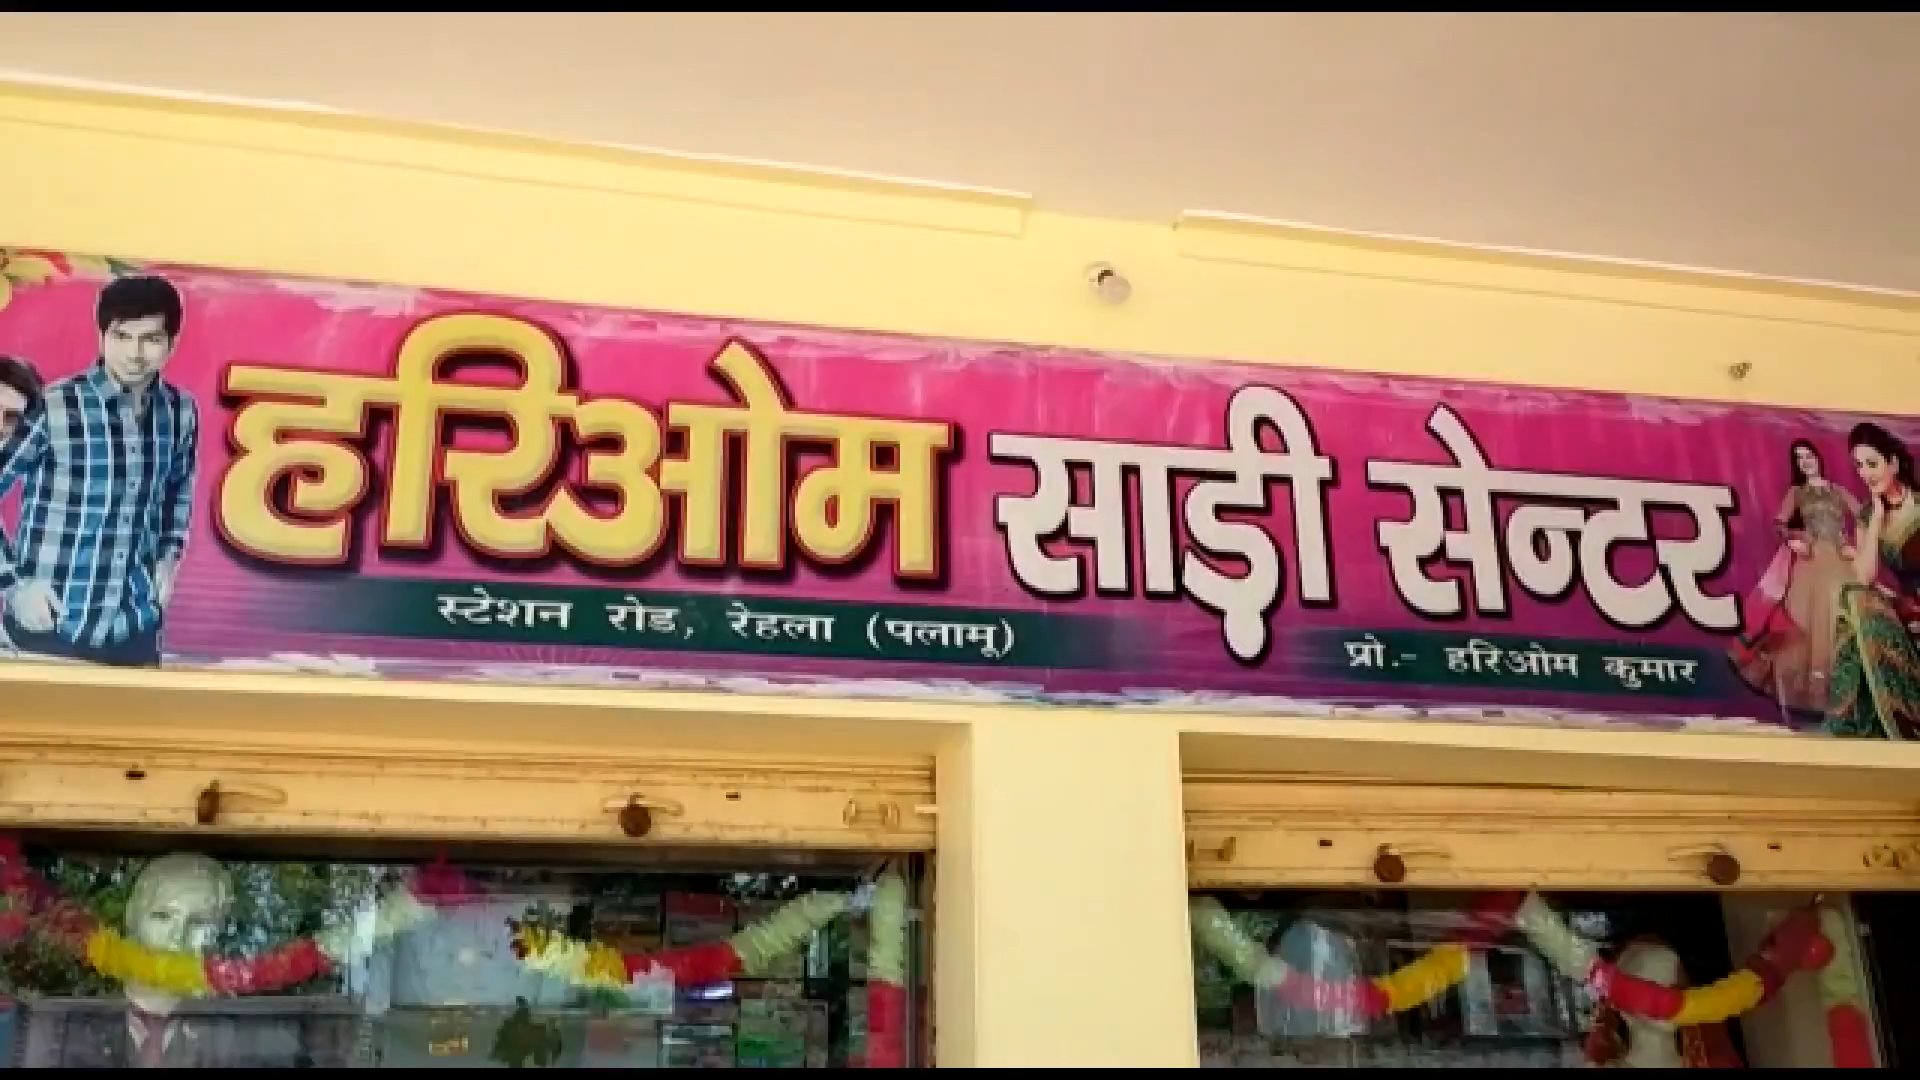 हरिओम साड़ी सेन्टर
स्टेशन रोड, रेहला (पलामू)
प्रो.- हरिओम कुमार